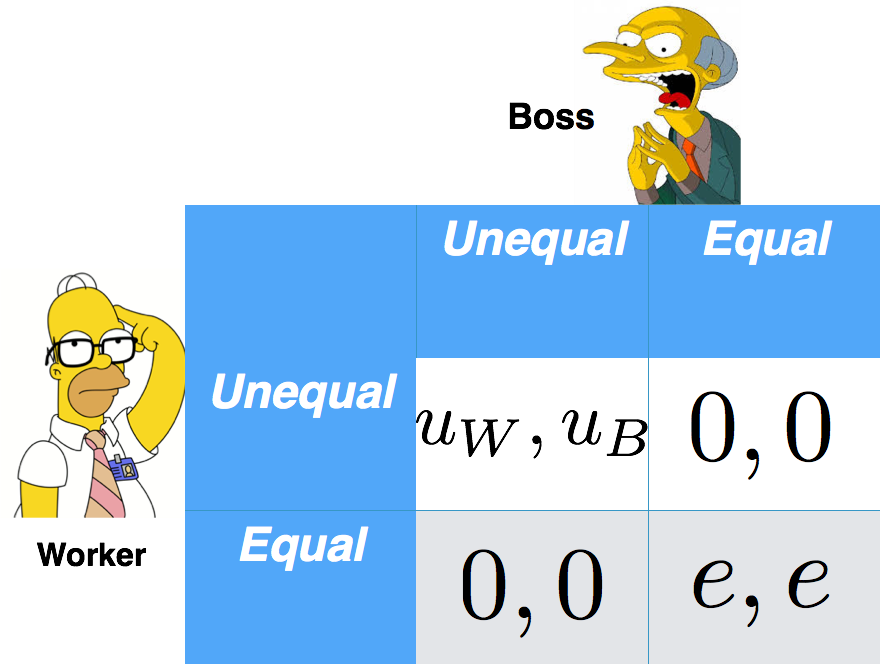 Boss
Unequal Equal
Unequal
u_W, u_B 0, 0
Equal
0, 0 e, e
Worker